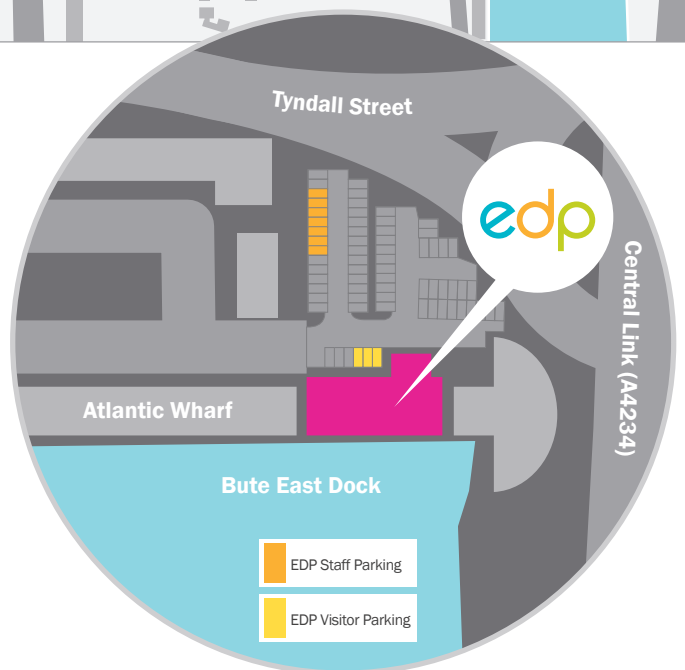 Tyndall Street
edp
Central Link (A4234)
Atlantic Wharf
Bute East Dock
EDP Staff Parking
EDP Visitor Parking